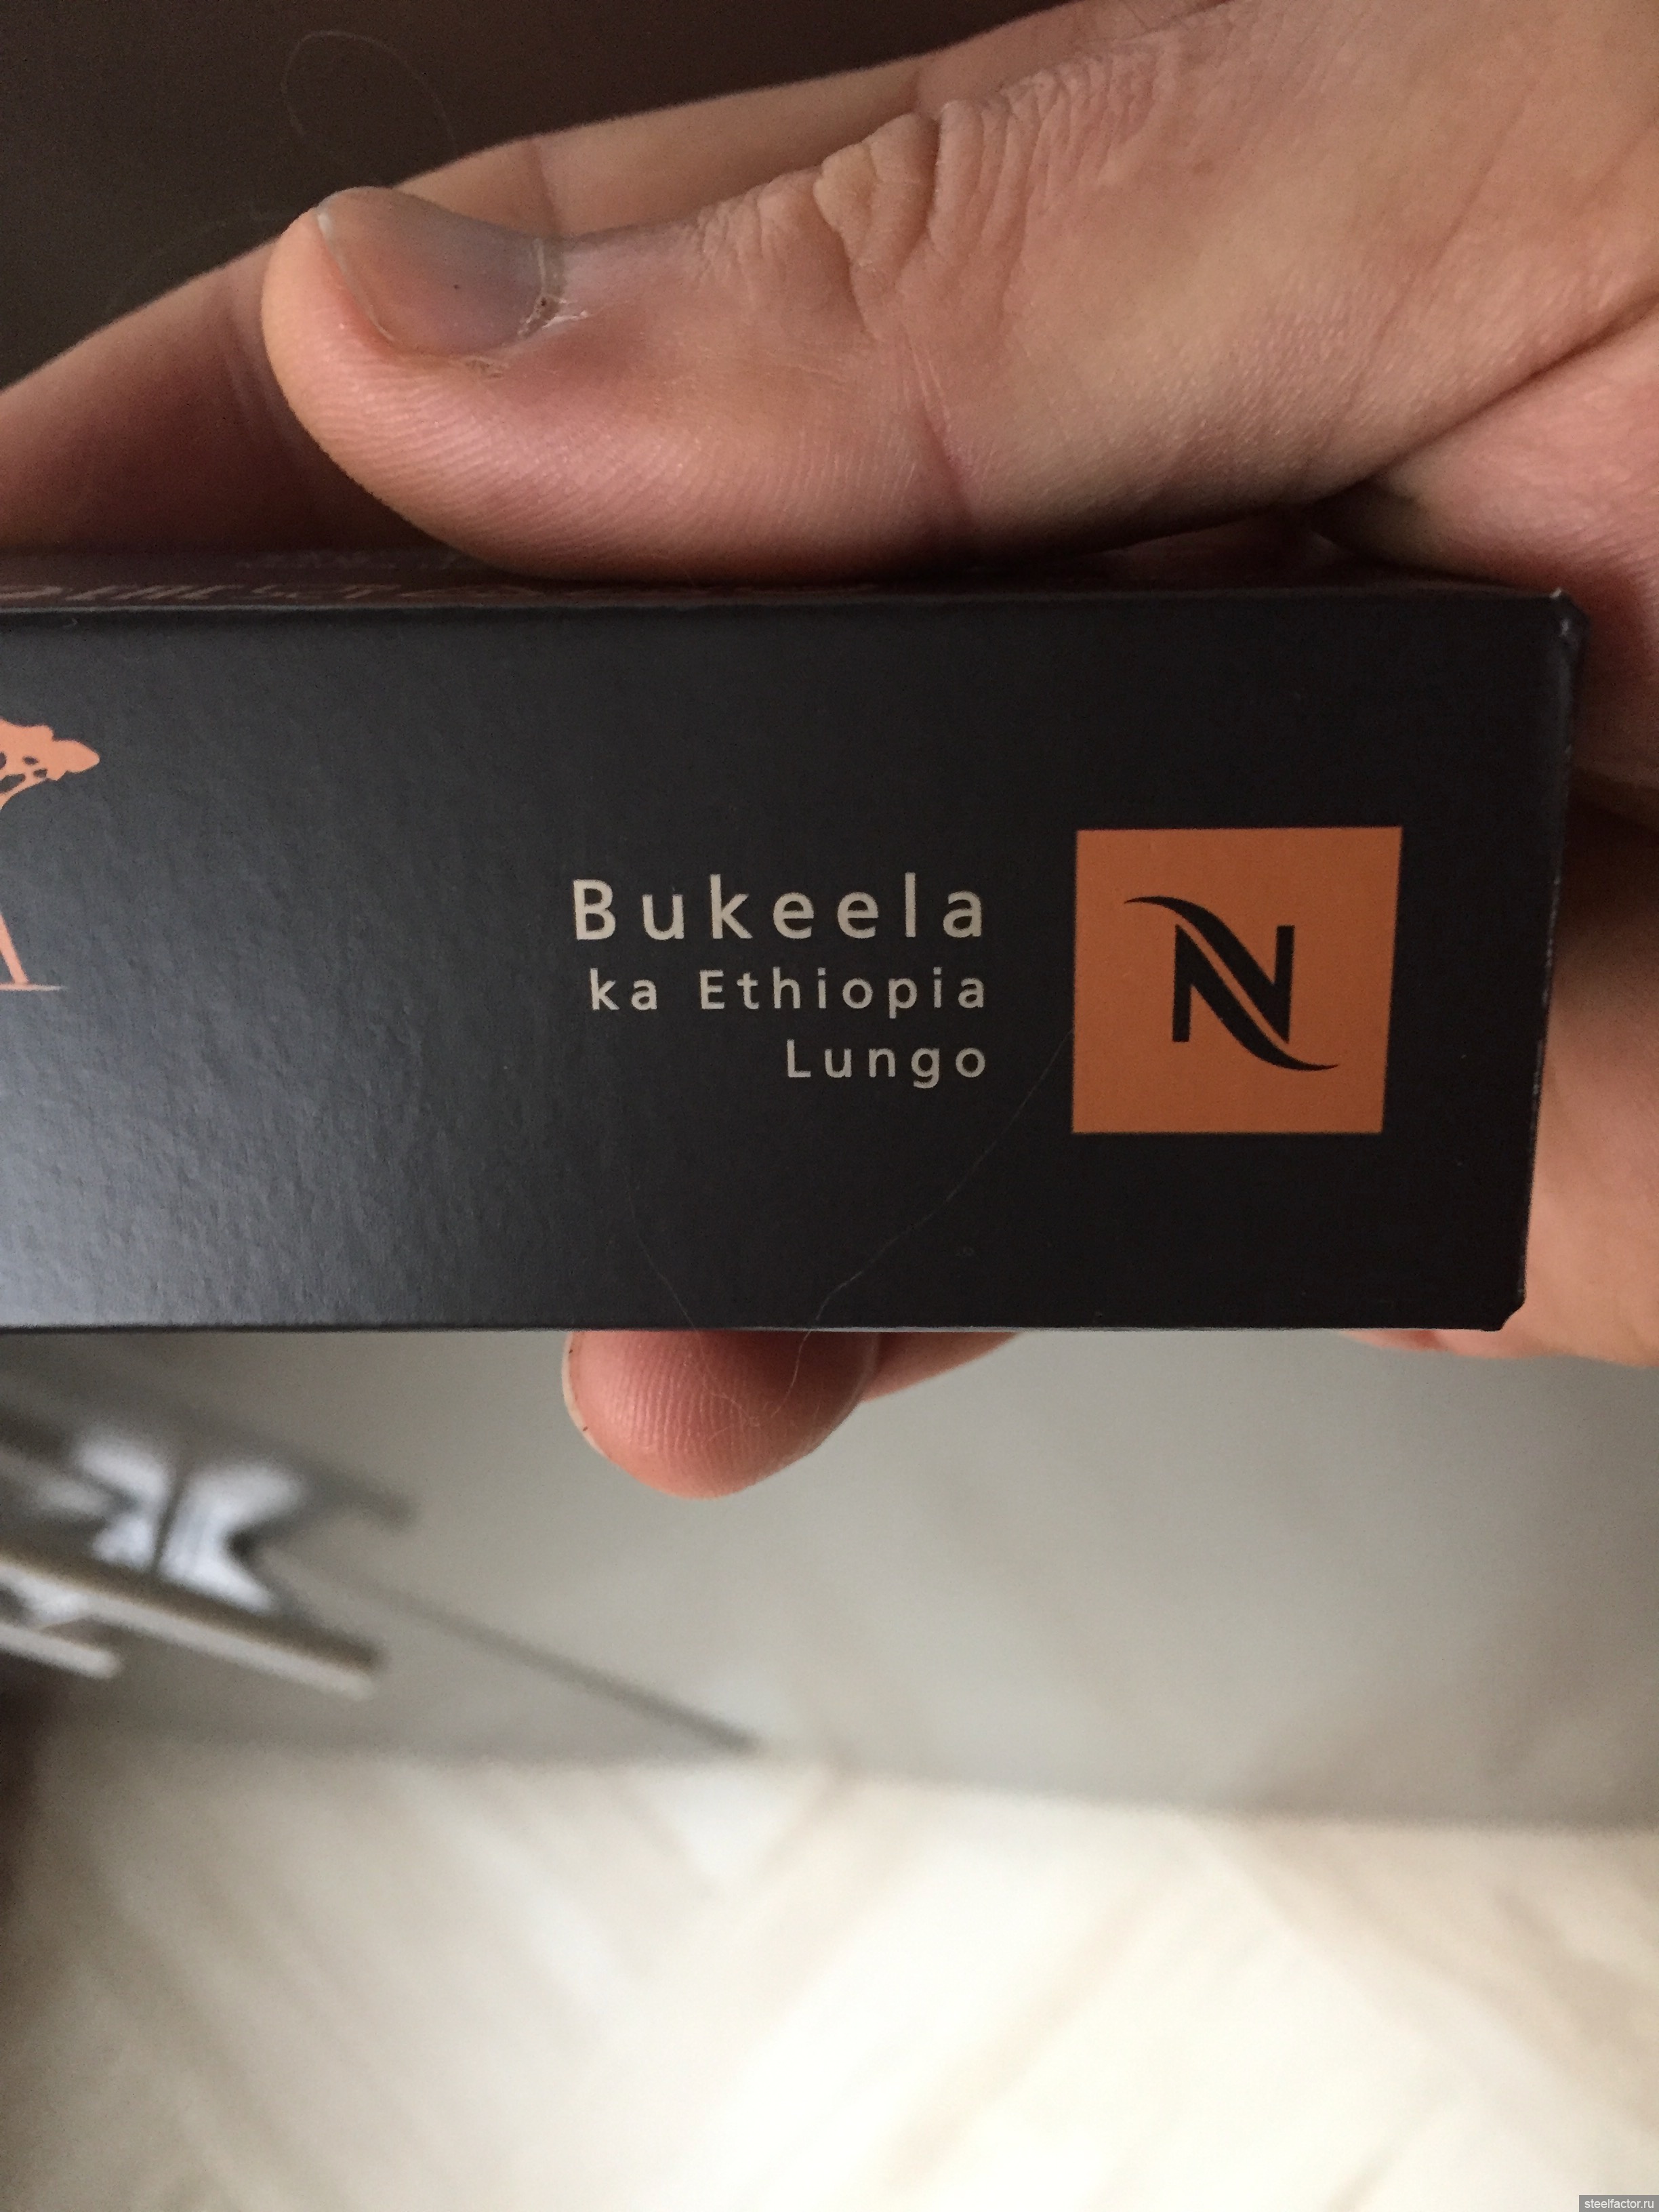 Bukeela
ka Ethiopia
Lungo
N
steelfactor.ru